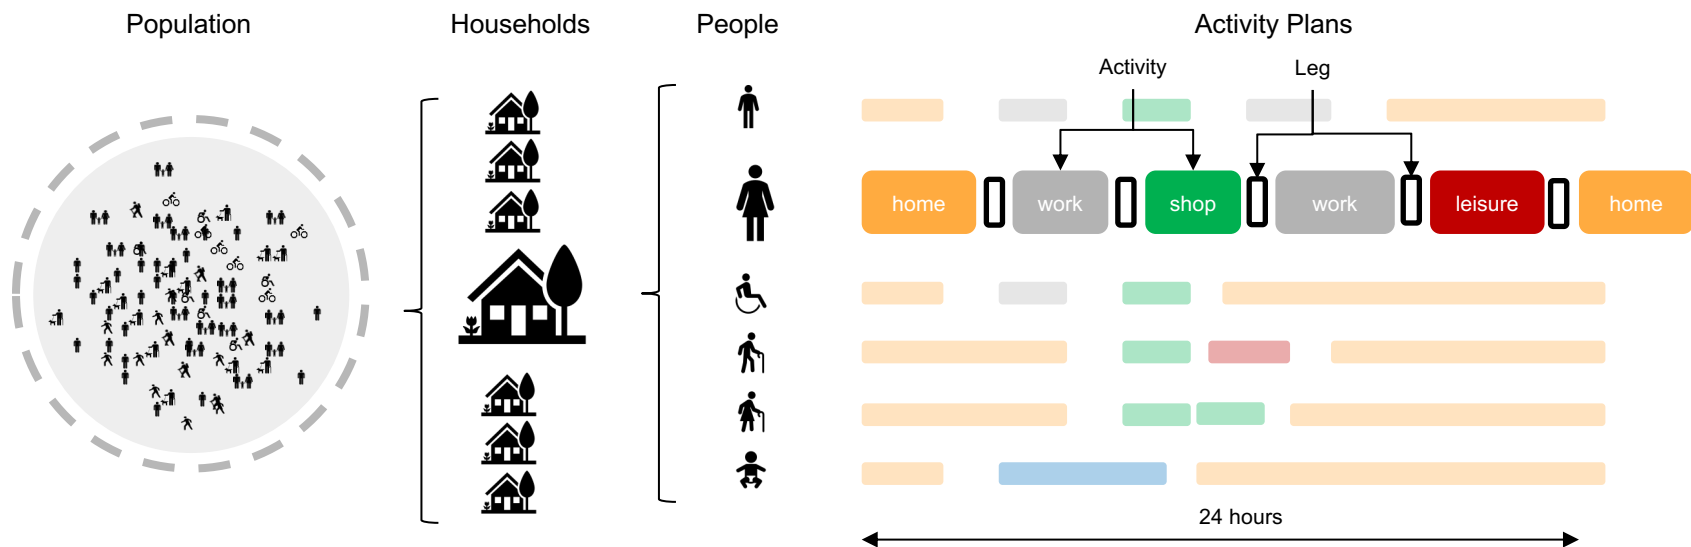 Population
Households
People
Activity Plans
Activity
Leg
home
work
shop
work
leisure
home
24 hours